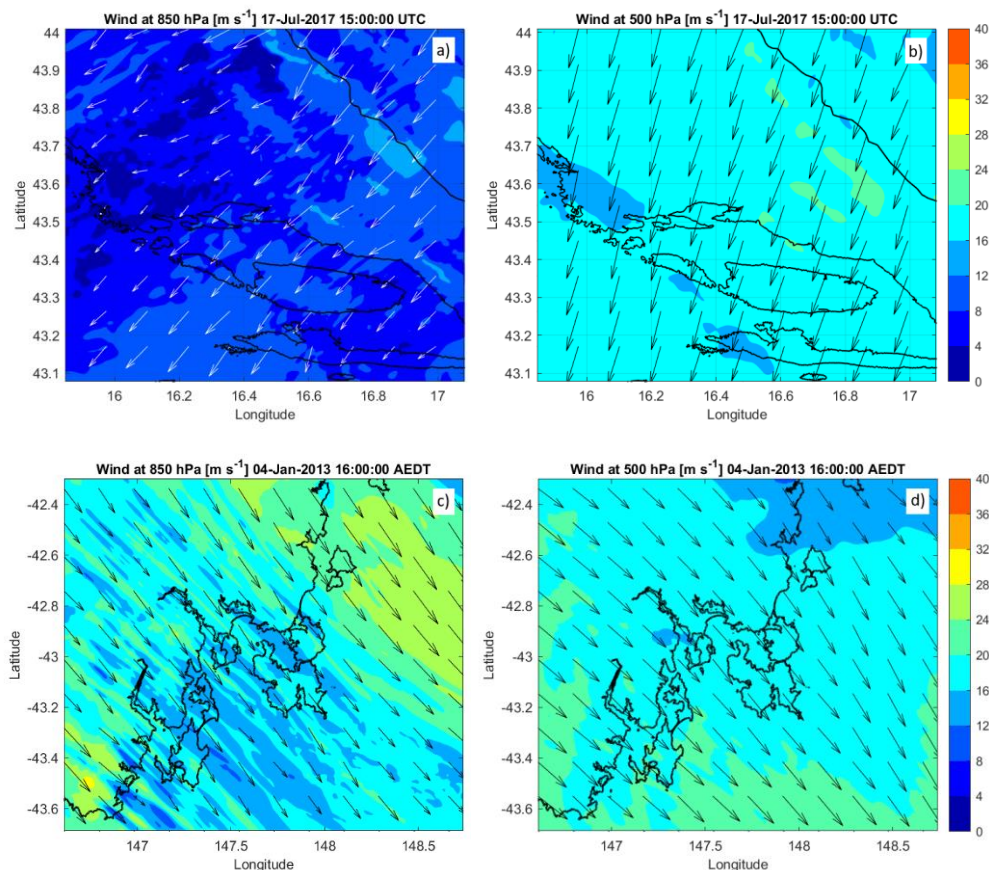 Wind at 850 hPa [m s⁻¹] 17-Jul-2017 15:00:00 UTC
a)
44
43.9
43.8
43.7
43.6
43.5
43.4
43.3
43.2
43.1
Latitude
16 16.2 16.4 16.6 16.8 17
Longitude
Wind at 500 hPa [m s⁻¹] 17-Jul-2017 15:00:00 UTC
b)
44
43.9
43.8
43.7
43.6
43.5
43.4
43.3
43.2
43.1
Latitude
16 16.2 16.4 16.6 16.8 17
Longitude
40
36
32
28
24
20
16
12
8
4
0
Wind at 850 hPa [m s⁻¹] 04-Jan-2013 16:00:00 AEDT
c)
-42.4
-42.6
-42.8
-43
-43.2
-43.4
-43.6
Latitude
147 147.5 148 148.5
Longitude
Wind at 500 hPa [m s⁻¹] 04-Jan-2013 16:00:00 AEDT
d)
-42.4
-42.6
-42.8
-43
-43.2
-43.4
-43.6
Latitude
147 147.5 148 148.5
Longitude
40
36
32
28
24
20
16
12
8
4
0